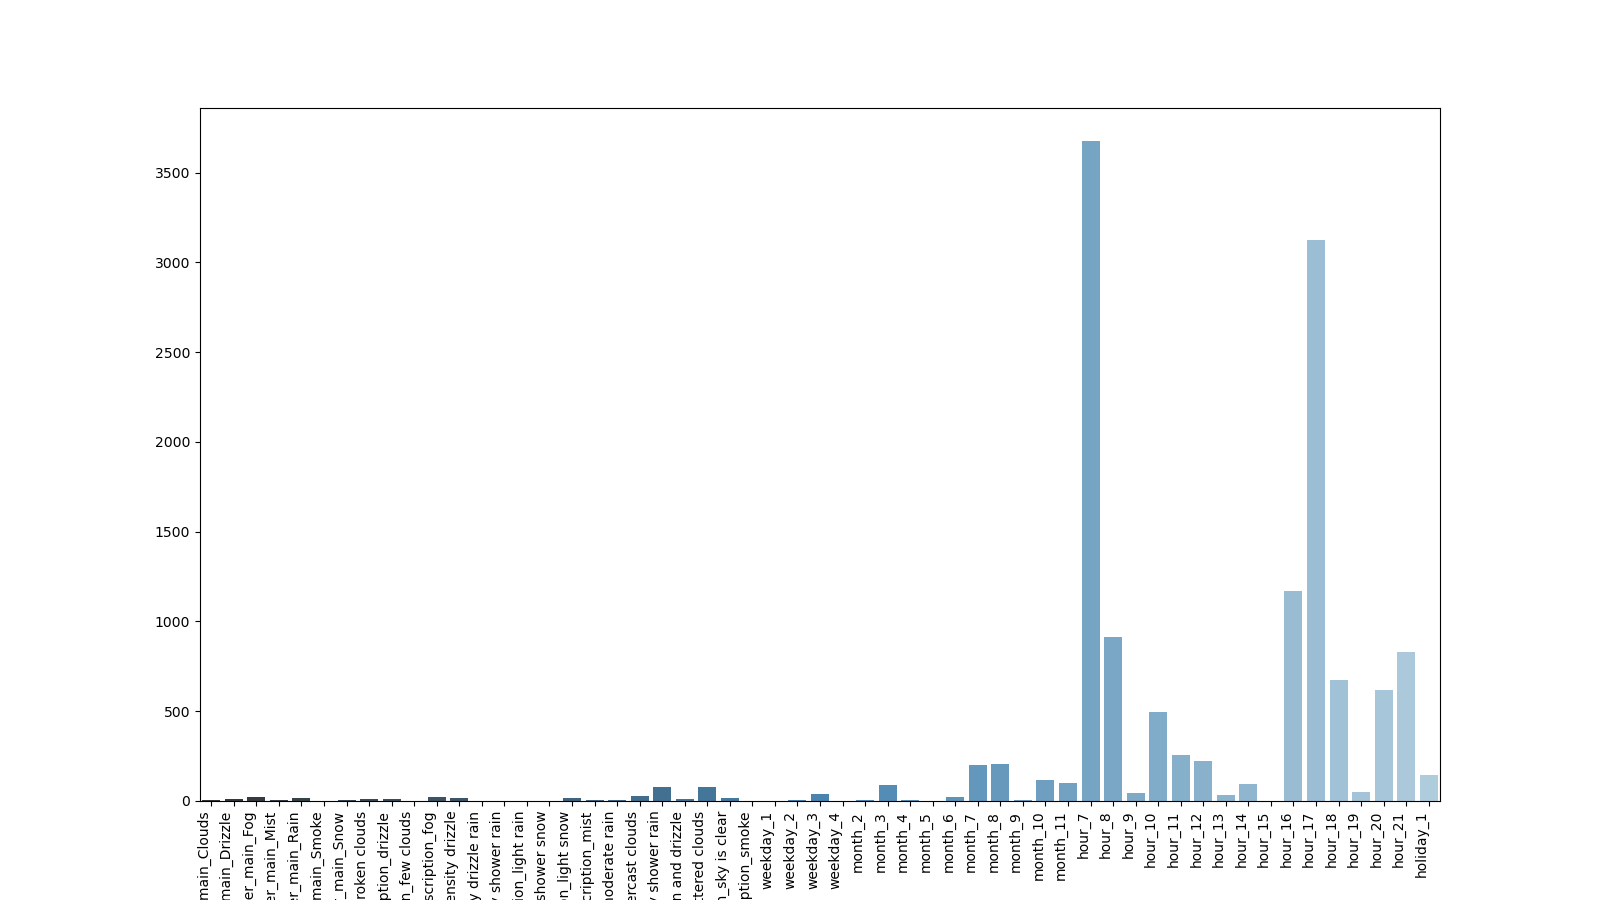 3500
3000
2500
2000
1500
1000
500
0
main_Clouds
main_Drizzle
er_main_Fog
er_main_Mist
er_main_Rain
main_Smoke
r_main_Snow
roken clouds
ption_drizzle
n_few clouds
scription_fog
ensity drizzle
y drizzle rain
y shower rain
ion_light rain
shower snow
n_light snow
cription_mist
noderate rain
ercast clouds
y shower rain
n and drizzle
ttered clouds
n_sky is clear
ption_smoke
weekday_1
weekday_2
weekday_3
weekday_4
month_2
month_3
month_4
month_5
month_6
month_7
month_8
month_9
month_10
month_11
hour_7
hour_8
hour_9
hour_10
hour_11
hour_12
hour_13
hour_14
hour_15
hour_16
hour_17
hour_18
hour_19
hour_20
hour_21
holiday_1